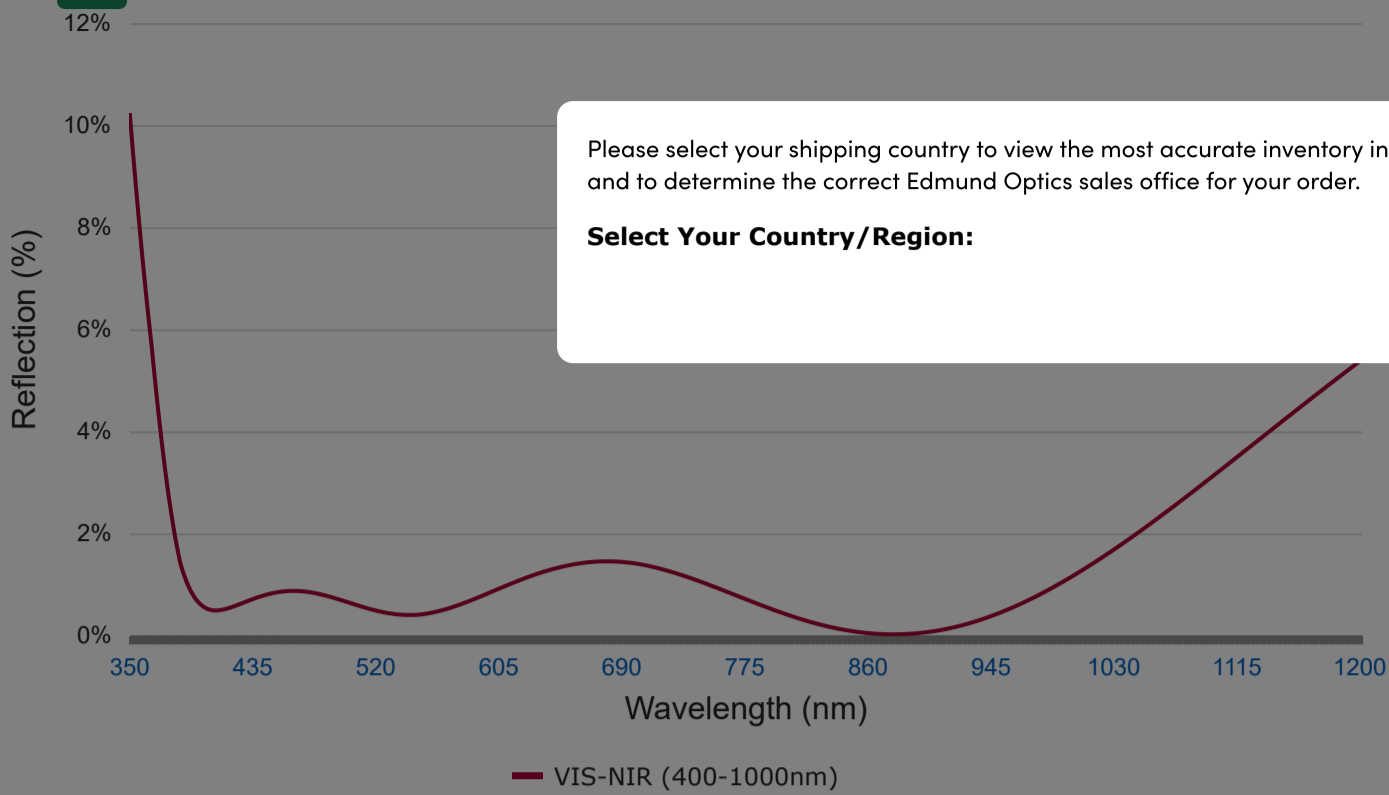 12%
10%
8%
6%
4%
2%
0%
Reflection (%)
Please select your shipping country to view the most accurate inventory
and to determine the correct Edmund Optics sales office for your order.
Select Your Country/Region:
350 435 520 605 690 775 860 945 1030 1115 1200
Wavelength (nm)
VIS-NIR (400-1000nm)